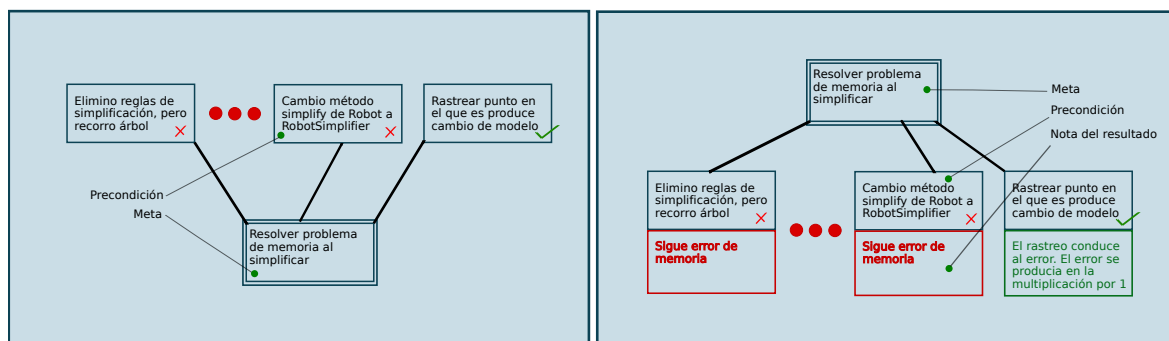 Elimino reglas de
simplificación, pero
recorro árbol
Cambio método
simplify de Robot a
RobotSimplifier
Rastrear punto en
el que es produce
cambio de modelo
Precondición
Meta
Resolver problema
de memoria al
simplificar
Resolver problema
de memoria al
simplificar
Meta
Precondición
Nota del resultado
Elimino reglas de
simplificación, pero
recorro árbol
Sigue error de
memoria
Cambio método
simplify de Robot a
RobotSimplifier
Sigue error de
memoria
Rastrear punto en
el que es produce
cambio de modelo
El rastreo conduce
al error. El error se
producia en la
multiplicación por 1